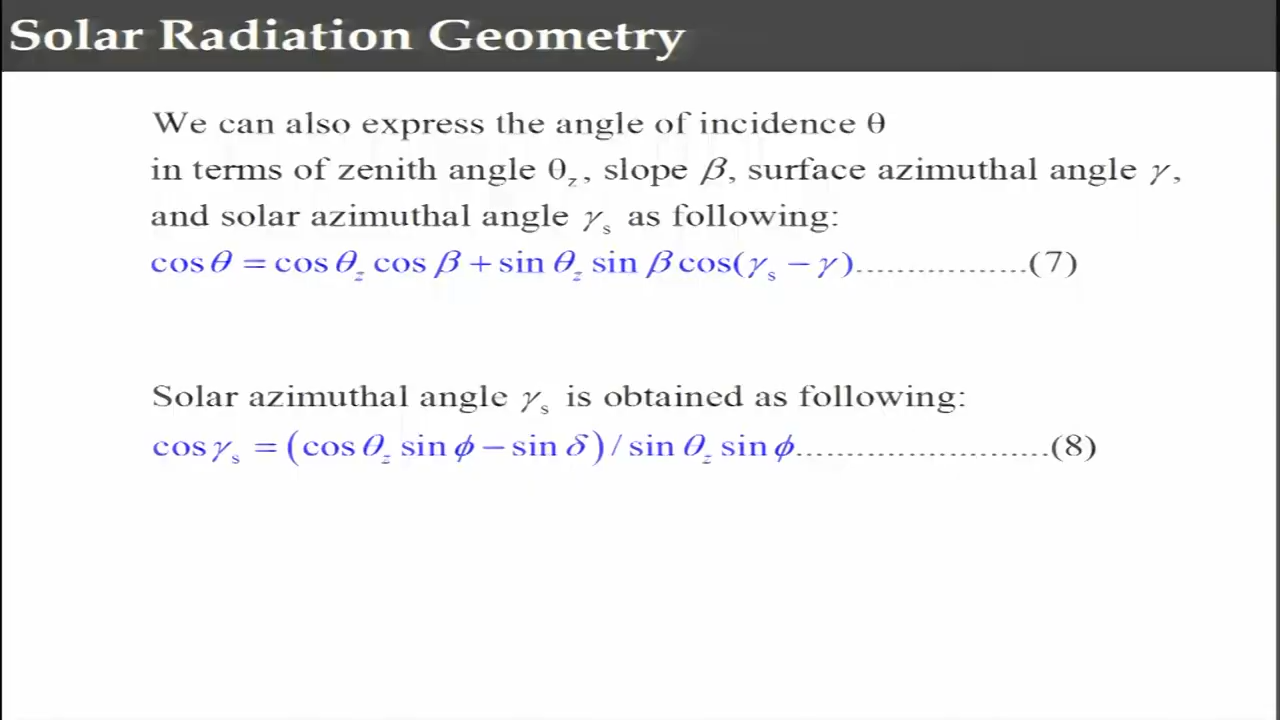 Solar Radiation Geometry
We can also express the angle of incidence θ
in terms of zenith angle θz, slope β, surface azimuthal angle γ,
and solar azimuthal angle γs as following:
cos θ = cos θz cos β + sin θz sin β cos(γs − γ).................(7)
Solar azimuthal angle γs is obtained as following:
cos γs = (cos θz sin ϕ − sin δ) / sin θz sin ϕ.........................(8)